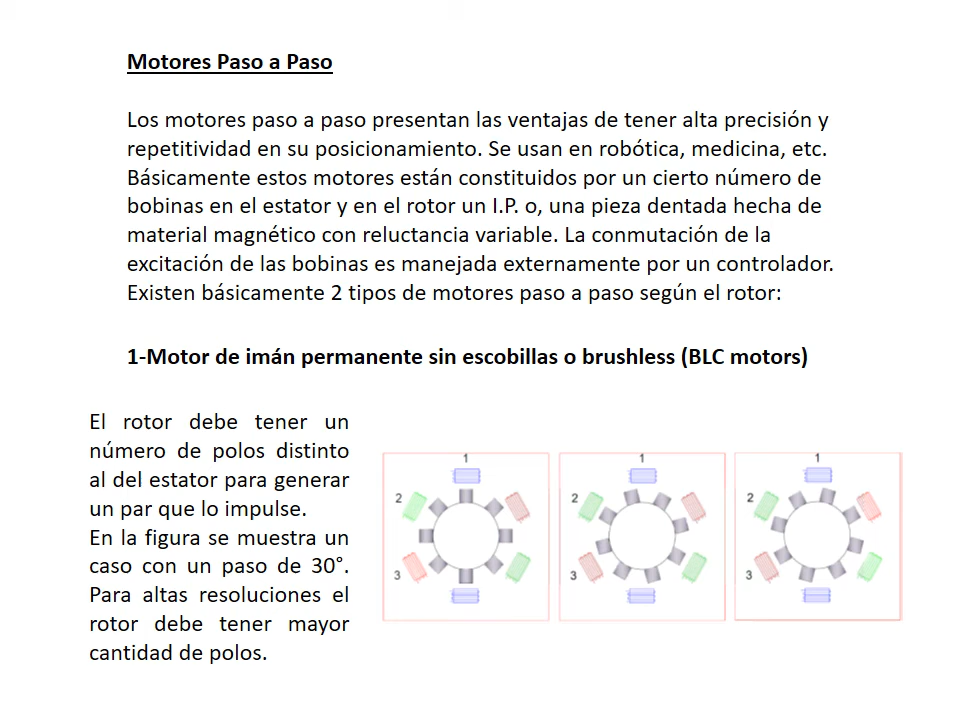 Motores Paso a Paso
Los motores paso a paso presentan las ventajas de tener alta precisión y
repetitividad en su posicionamiento. Se usan en robótica, medicina, etc.
Básicamente estos motores están constituidos por un cierto número de
bobinas en el estator y en el rotor un I.P. o, una pieza dentada hecha de
material magnético con reluctancia variable. La conmutación de la
excitación de las bobinas es manejada externamente por un controlador.
Existen básicamente 2 tipos de motores paso a paso según el rotor:
1-Motor de imán permanente sin escobillas o brushless (BLC motors)
El rotor debe tener un
número de polos distinto
al del estator para generar
un par que lo impulse.
En la figura se muestra un
caso con un paso de 30°.
Para altas resoluciones el
rotor debe tener mayor
cantidad de polos.
1
2
3
1
2
3
1
2
3